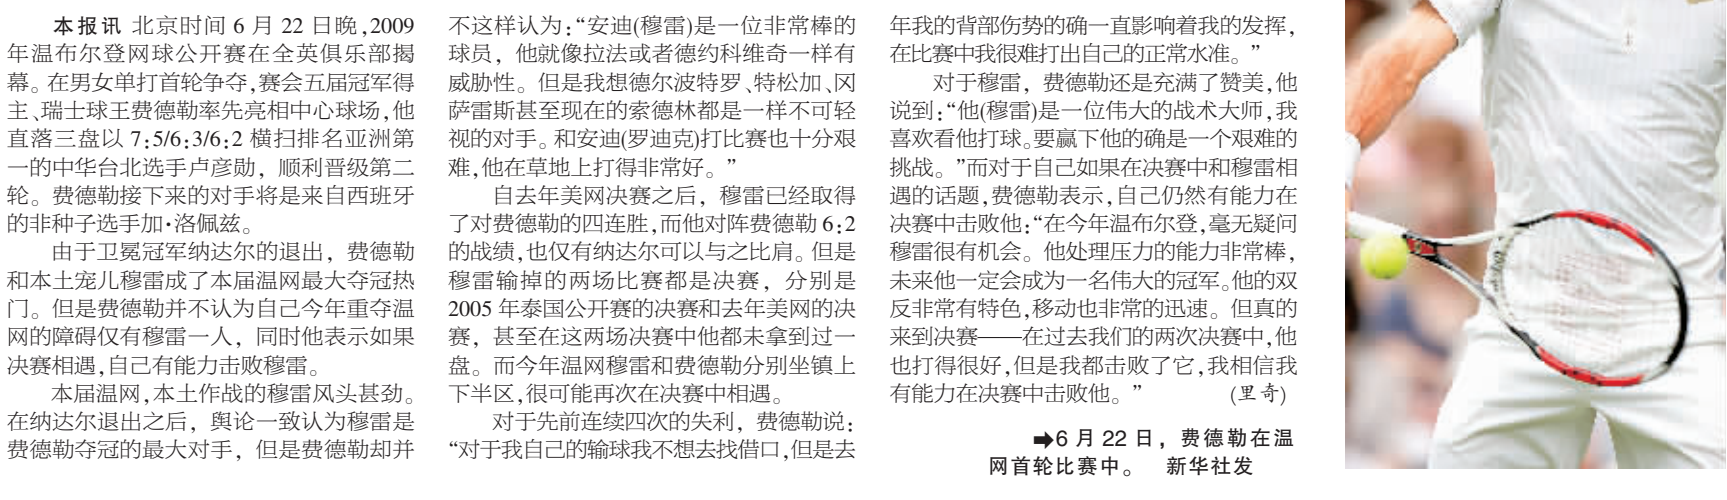 本报讯 北京时间6月22日晚，2009
年温布尔登网球公开赛在全英俱乐部揭
幕。在男女单打首轮争夺，赛会五届冠军得
主、瑞士球王费德勒率先亮相中心球场，他
直落三盘以7：5/6：3/6：2横扫排名亚洲第
一的中华台北选手卢彦勋，顺利晋级第二
轮。费德勒接下来的对手将是来自西班牙
的非种子选手加·洛佩兹。
由于卫冕冠军纳达尔的退出，费德勒
和本土宠儿穆雷成了本届温网最大夺冠热
门。但是费德勒并不认为自己今年重夺温
网的障碍仅有穆雷一人，同时他表示如果
决赛相遇，自己有能力击败穆雷。
本届温网，本土作战的穆雷风头甚劲。
在纳达尔退出之后，舆论一致认为穆雷是
费德勒夺冠的最大对手，但是费德勒却并
不这样认为：“安迪(穆雷)是一位非常棒的
球员，他就像拉法或者德约科维奇一样有
威胁性。但是我想德尔波特罗、特松加、冈
萨雷斯甚至现在的索德林都是一样不可轻
视的对手。和安迪(罗迪克)打比赛也十分艰
难，他在草地上打得非常好。”
自去年美网决赛之后，穆雷已经取得
了对费德勒的四连胜，而他对阵费德勒6：2
的战绩，也仅有纳达尔可以与之比肩。但是
穆雷输掉的两场比赛都是决赛，分别是
2005年泰国公开赛的决赛和去年美网的决
赛，甚至在这两场决赛中他都未拿到过一
盘。而今年温网穆雷和费德勒分别坐镇上
下半区，很可能再次在决赛中相遇。
对于先前连续四次的失利，费德勒说：
“对于我自己的输球我不想去找借口，但是去
年我的背部伤势的确一直影响着我的发挥，
在比赛中我很难打出自己的正常水准。”
对于穆雷，费德勒还是充满了赞美，他
说到：“他(穆雷)是一位伟大的战术大师，我
喜欢看他打球。要赢下他的确是一个艰难的
挑战。”而对于自己如果在决赛中和穆雷相
遇的话题，费德勒表示，自己仍然有能力在
决赛中击败他：“在今年温布尔登，毫无疑问
穆雷很有机会。他处理压力的能力非常棒，
未来他一定会成为一名伟大的冠军。他的双
反非常有特色，移动也非常的迅速。但真的
来到决赛——在过去我们的两次决赛中，他
也打得很好，但是我都击败了它，我相信我
有能力在决赛中击败他。” (里奇)
➡6月22日，费德勒在温
网首轮比赛中。 新华社发